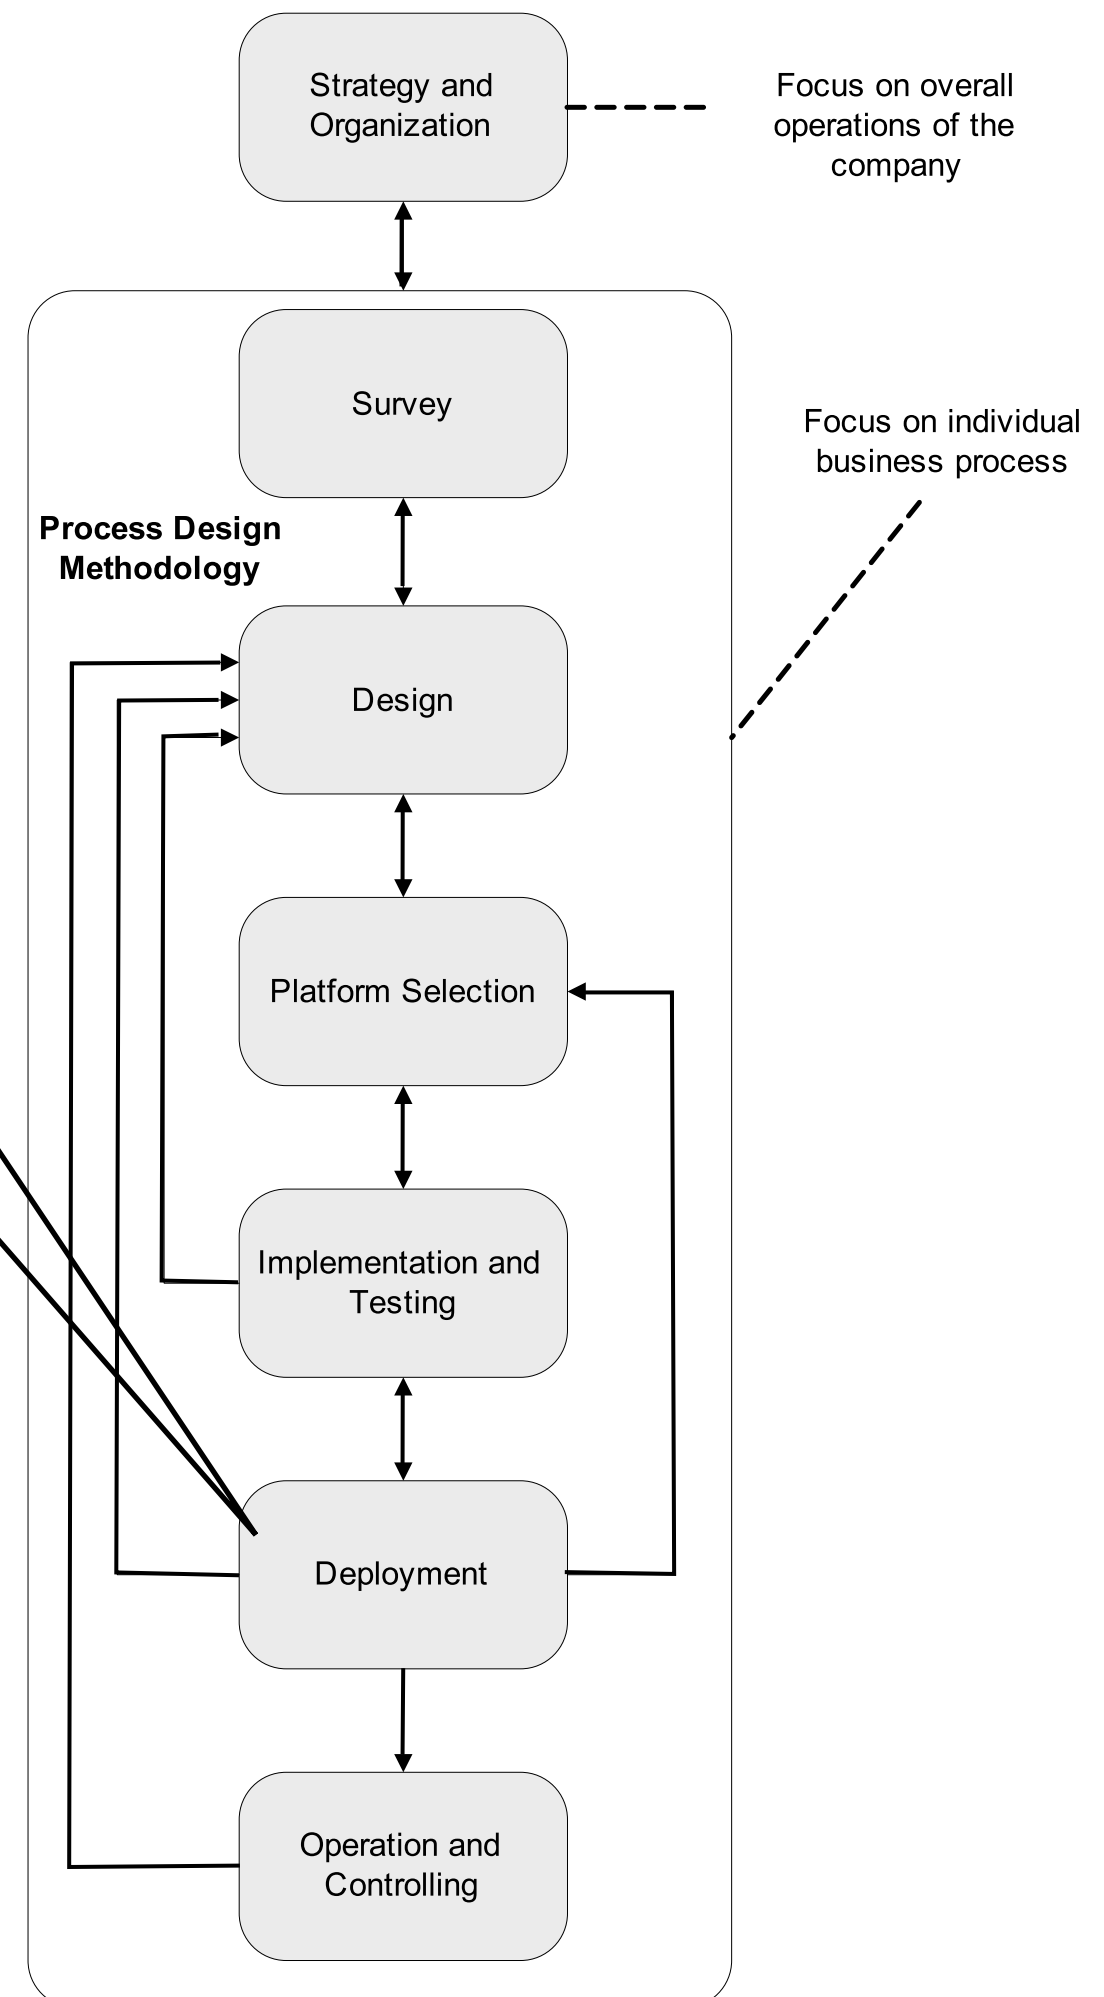 Strategy and
Organization
Focus on overall
operations of the
company
Survey
Focus on individual
business process
Process Design
Methodology
Design
Platform Selection
Implementation and
Testing
Deployment
Operation and
Controlling